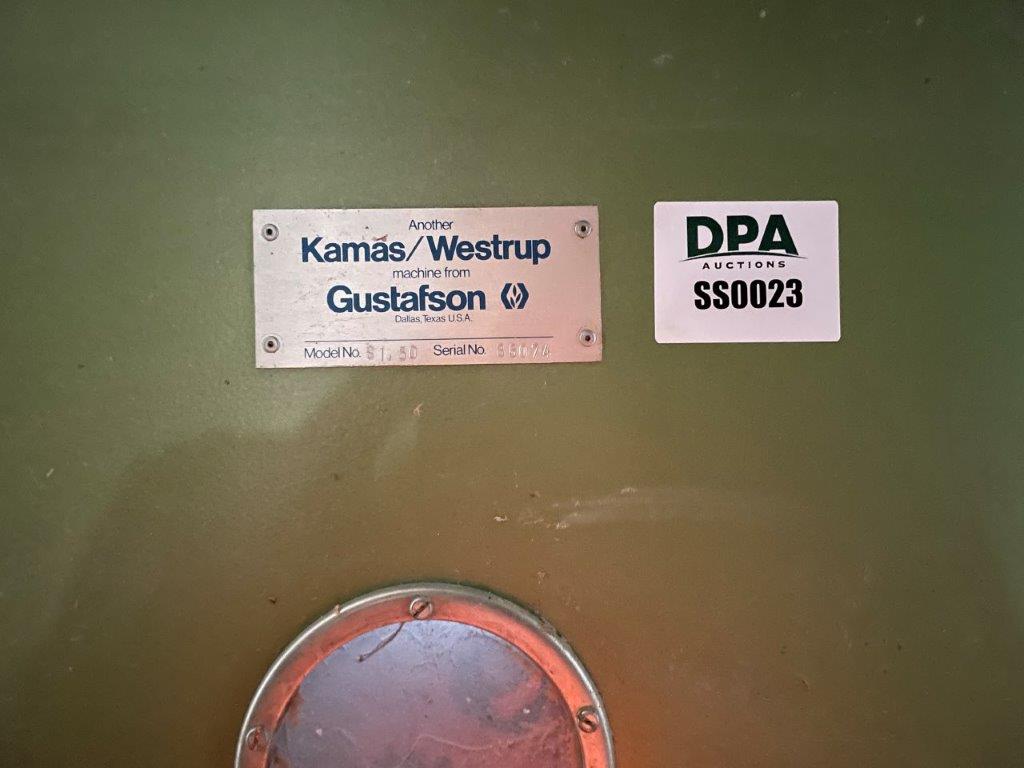 Another
Kamas/Westrup
machine from
Gustafson
Dallas, Texas U.S.A.
Model No. Serial No.
DPA
AUCTIONS
SS0023